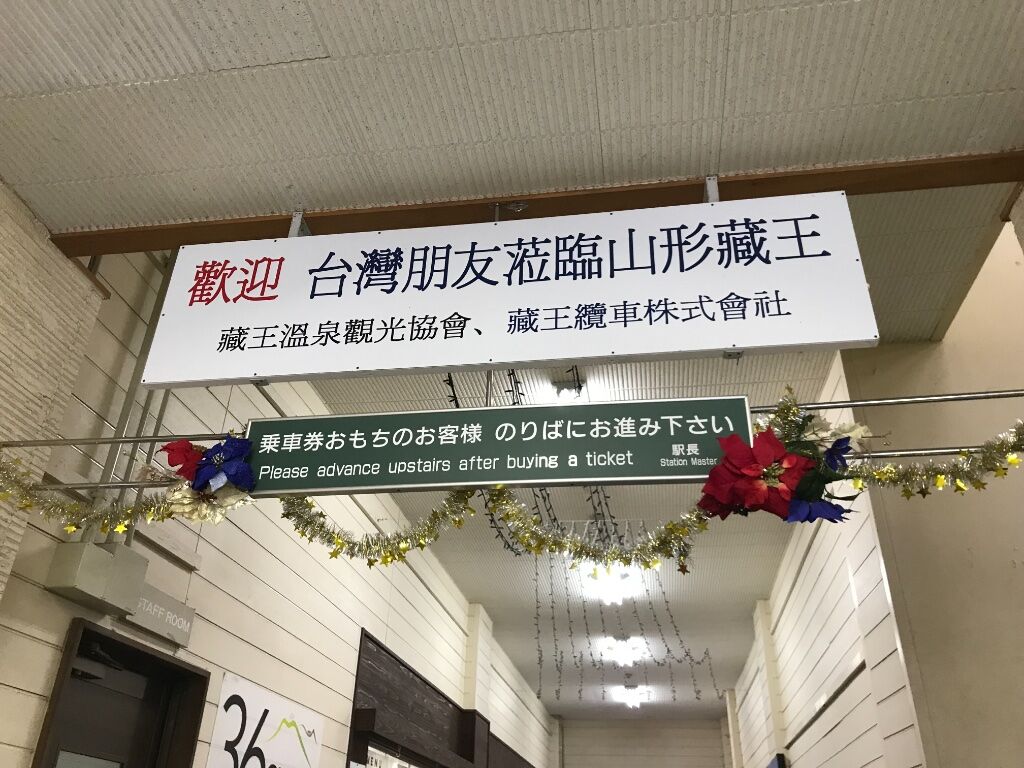 歡迎 台灣朋友蒞臨山形藏王
藏王溫泉觀光協會、藏王纜車株式會社
乗車券おもちのお客様 のりばにお進み下さい
Please advance upstairs after buying a ticket
駅長
Station Master
STAFF ROOM
36